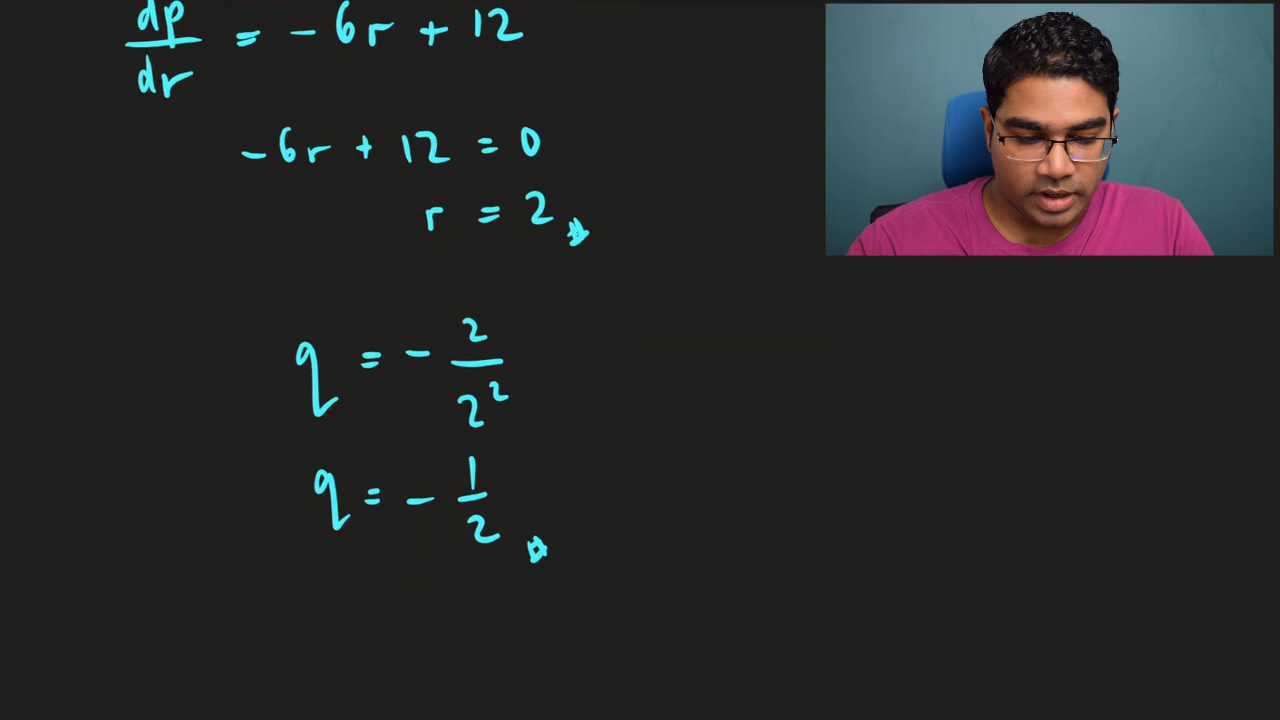 dp/dr = - 6r + 12
- 6r + 12 = 0
r = 2
q = - 2/2²
q = - 1/2